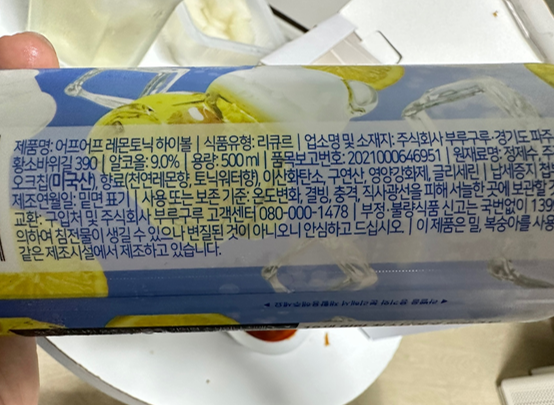 제품명: 어프어프 레몬토닉 하이볼 | 식품유형: 리큐르 | 업소명 및 소재지: 주식회사 부루구루·경기도 파주
황소바위길 390 | 알코올: 9.0% | 용량: 500 ml | 품목보고번호: 2021000646951 | 원재료명: 정제수, 주
오크칩(미국산), 향료(천연레몬향, 토닉워터향), 이산화탄소, 구연산, 영양강화제, 글리세린 | 납세증지 첩
제조연월일: 밑면 표기 | 사용 또는 보존 기준: 온도변화, 결빙, 충격, 직사광선을 피해 서늘한 곳에 보관할
교환: 구입처 및 주식회사 부루구루 고객센터 080-000-1478 | 부정·불량식품 신고는 국번없이 139
의하여 침전물이 생길 수 있으나 변질된 것이 아니오니 안심하고 드십시오. | 이 제품은 밀, 복숭아를 사용
같은 제조시설에서 제조하고 있습니다.